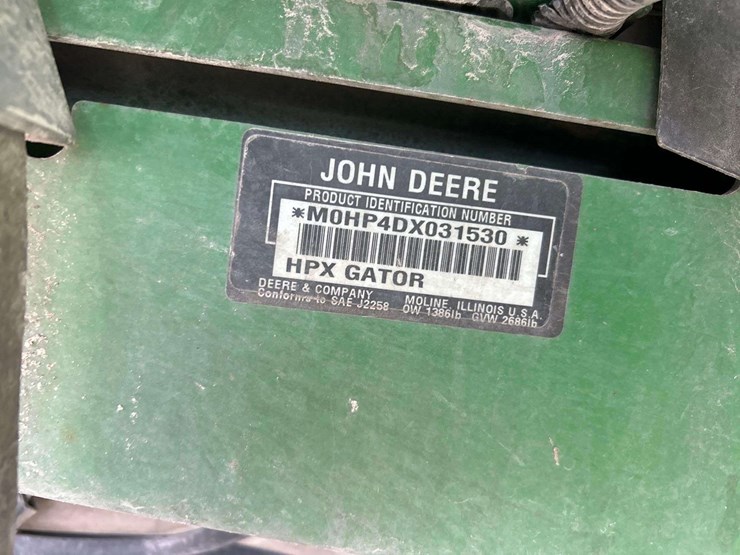 JOHN DEERE
PRODUCT IDENTIFICATION NUMBER
*M0HP4DX031530*
HPX GATOR
DEERE & COMPANY MOLINE, ILLINOIS U.S.A.
Conforms to SAE J2258 OW 1386lb GVW 2686lb